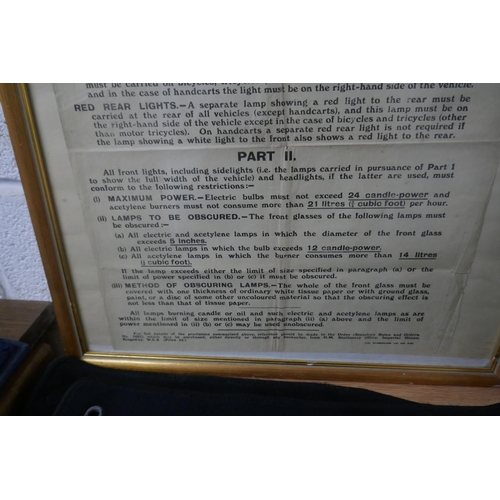 must be carried on bicycles,
and in the case of handcarts the light must be on the right-hand side of the vehicle.
RED REAR LIGHTS.—A separate lamp showing a red light to the rear must be
carried at the rear of all vehicles (except handcarts), and this lamp must be on
the right-hand side of the vehicle except in the case of bicycles and tricycles (other
than motor tricycles). On handcarts a separate red rear light is not required if
the lamp showing a white light to the front also shows a red light to the rear.
PART II.
All front lights, including sidelights (i.e. the lamps carried in pursuance of Part 1
to show the full width of the vehicle) and headlights, if the latter are used, must
conform to the following restrictions:—
(i) MAXIMUM POWER.—Electric bulbs must not exceed 24 candle-power and
acetylene burners must not consume more than 21 litres (¾ cubic foot) per hour.
(ii) LAMPS TO BE OBSCURED.—The front glasses of the following lamps must
be obscured :—
(a) All electric and acetylene lamps in which the diameter of the front glass
exceeds 5 inches.
(b) All electric lamps in which the bulb exceeds 12 candle-power.
(c) All acetylene lamps in which the burner consumes more than 14 litres
(½ cubic foot).
If the lamp exceeds either the limit of size specified in paragraph (a) or the
limit of power specified in (b) or (c) it must be obscured.
(iii) METHOD OF OBSCURING LAMPS.—The whole of the front glass must be
covered with one thickness of ordinary white tissue paper or with ground glass,
paint, or a disc of some other uncoloured material so that the obscuring effect is
not less than that of tissue paper.
All lamps burning candle or oil and such electric and acetylene lamps as are
within the limit of size mentioned in paragraph (ii) (a) above and the limit of
power mentioned in (ii) (b) or (c) may be used unobscured.